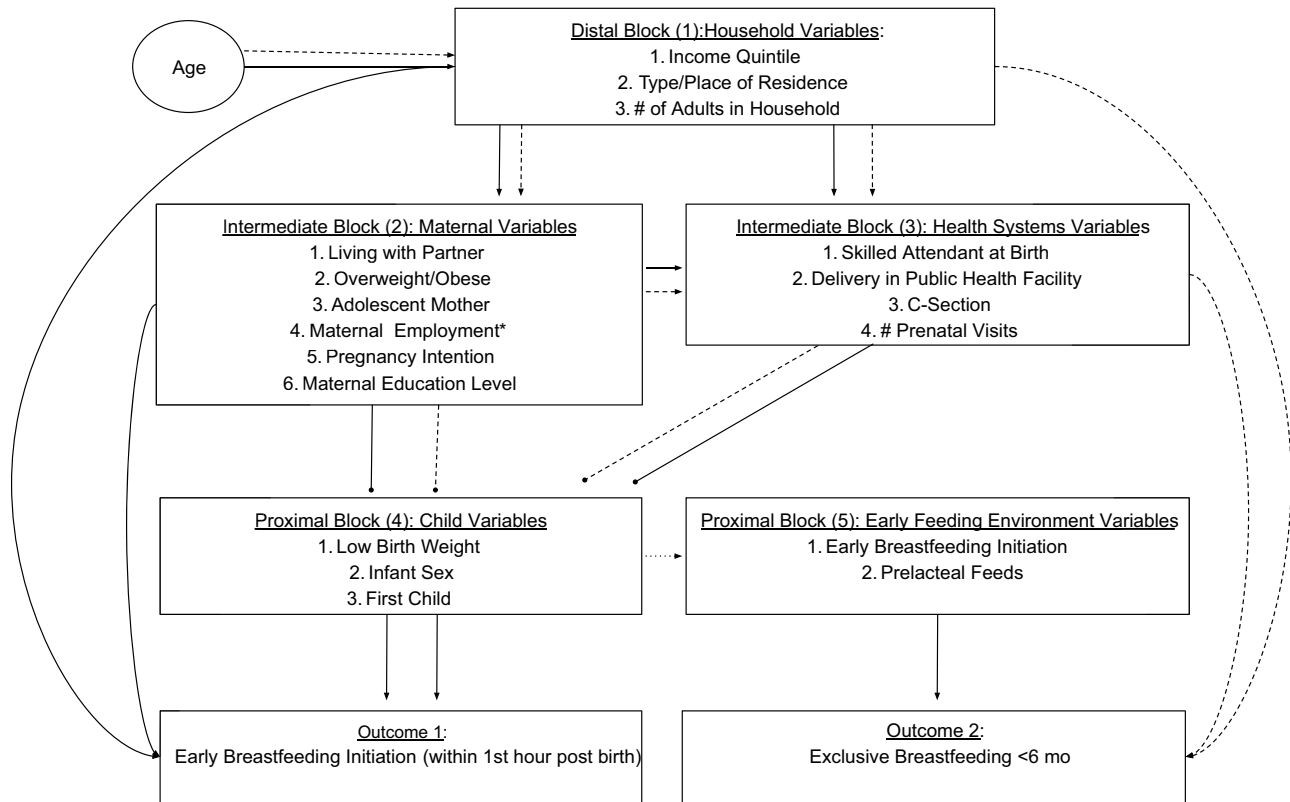 Age
Distal Block (1):Household Variables:
1. Income Quintile
2. Type/Place of Residence
3. # of Adults in Household
Intermediate Block (2): Maternal Variables
1. Living with Partner
2. Overweight/Obese
3. Adolescent Mother
4. Maternal Employment*
5. Pregnancy Intention
6. Maternal Education Level
Intermediate Block (3): Health Systems Variables
1. Skilled Attendant at Birth
2. Delivery in Public Health Facility
3. C-Section
4. # Prenatal Visits
Proximal Block (4): Child Variables
1. Low Birth Weight
2. Infant Sex
3. First Child
Proximal Block (5): Early Feeding Environment Variables
1. Early Breastfeeding Initiation
2. Prelacteal Feeds
Outcome 1:
Early Breastfeeding Initiation (within 1st hour post birth)
Outcome 2:
Exclusive Breastfeeding <6 mo